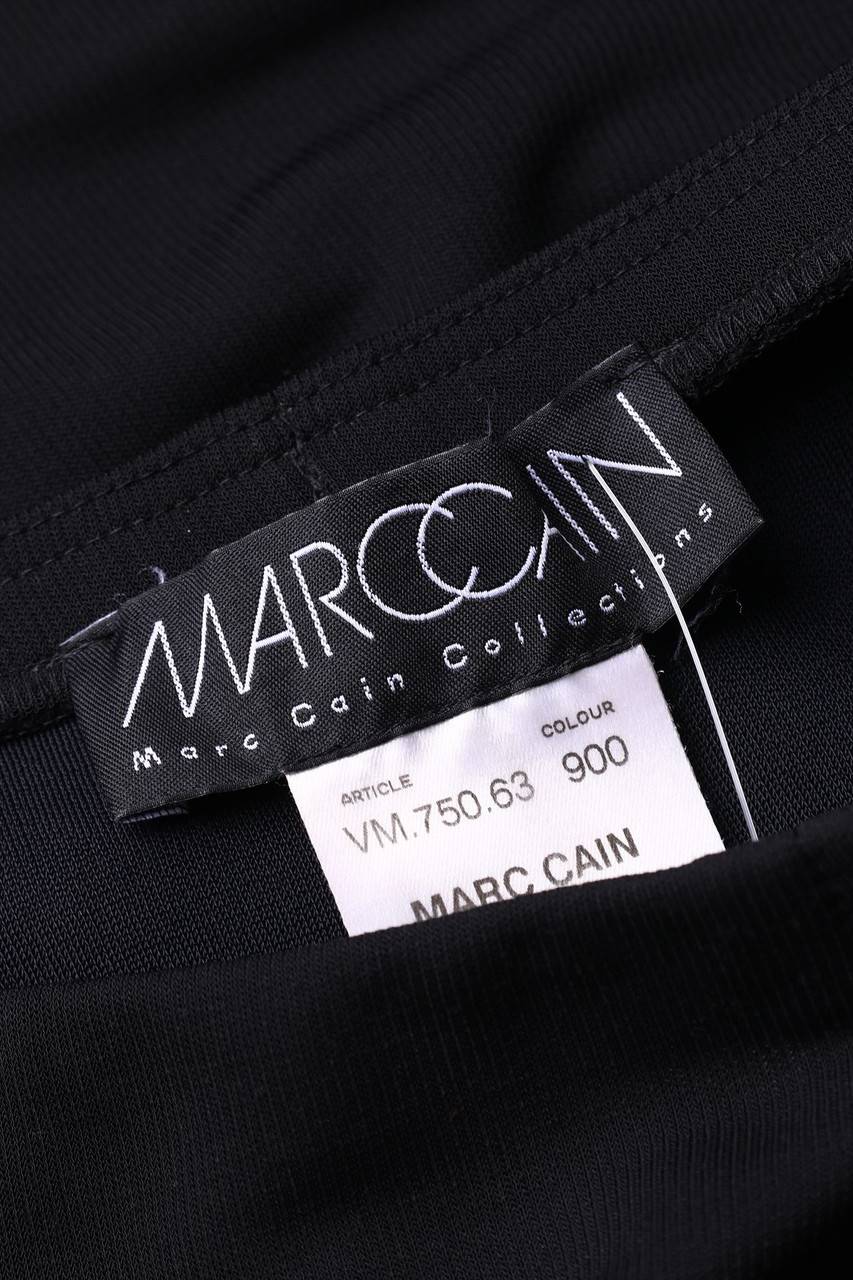 MARCCAIN
Marc Cain Collections
ARTICLE COLOUR
VM.750.63 900
MARC CAIN